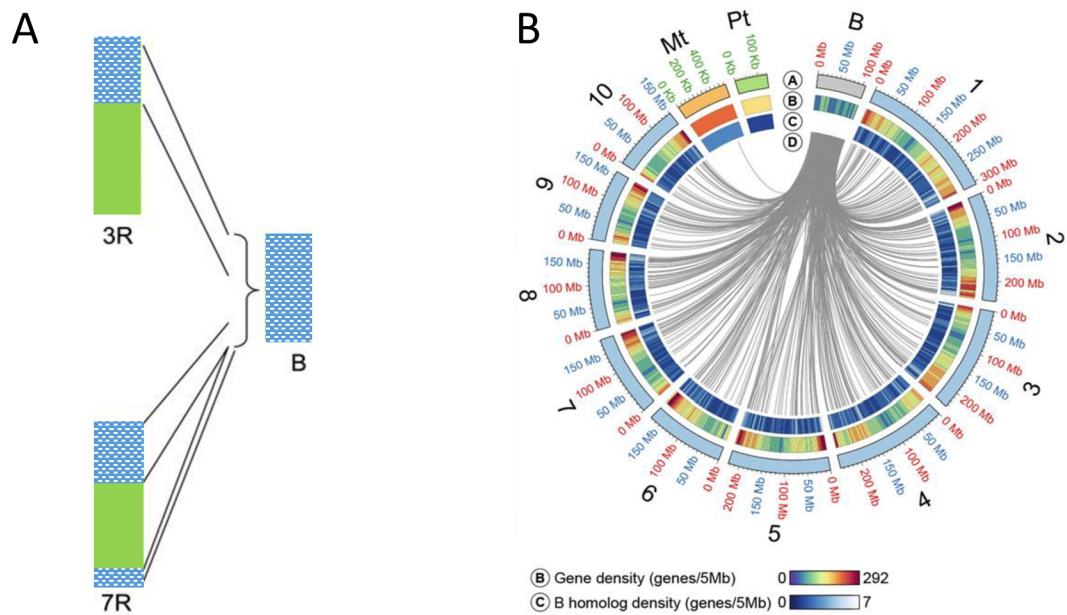 A
3R
B
7R
B
B
0 Mb
50 Mb
100 Mb
1
0 Mb
50 Mb
100 Mb
150 Mb
200 Mb
250 Mb
300 Mb
2
0 Mb
50 Mb
100 Mb
150 Mb
200 Mb
3
0 Mb
50 Mb
100 Mb
150 Mb
200 Mb
4
0 Mb
50 Mb
100 Mb
150 Mb
200 Mb
5
0 Mb
50 Mb
100 Mb
150 Mb
200 Mb
6
0 Mb
50 Mb
100 Mb
150 Mb
7
0 Mb
50 Mb
100 Mb
150 Mb
8
0 Mb
50 Mb
100 Mb
150 Mb
9
0 Mb
50 Mb
100 Mb
150 Mb
10
0 Mb
50 Mb
100 Mb
150 Mb
Mt
0 Kb
200 Kb
400 Kb
Pt
0 Kb
100 Kb
A
B
C
D
B Gene density (genes/5Mb) 0 292
C B homolog density (genes/5Mb) 0 7